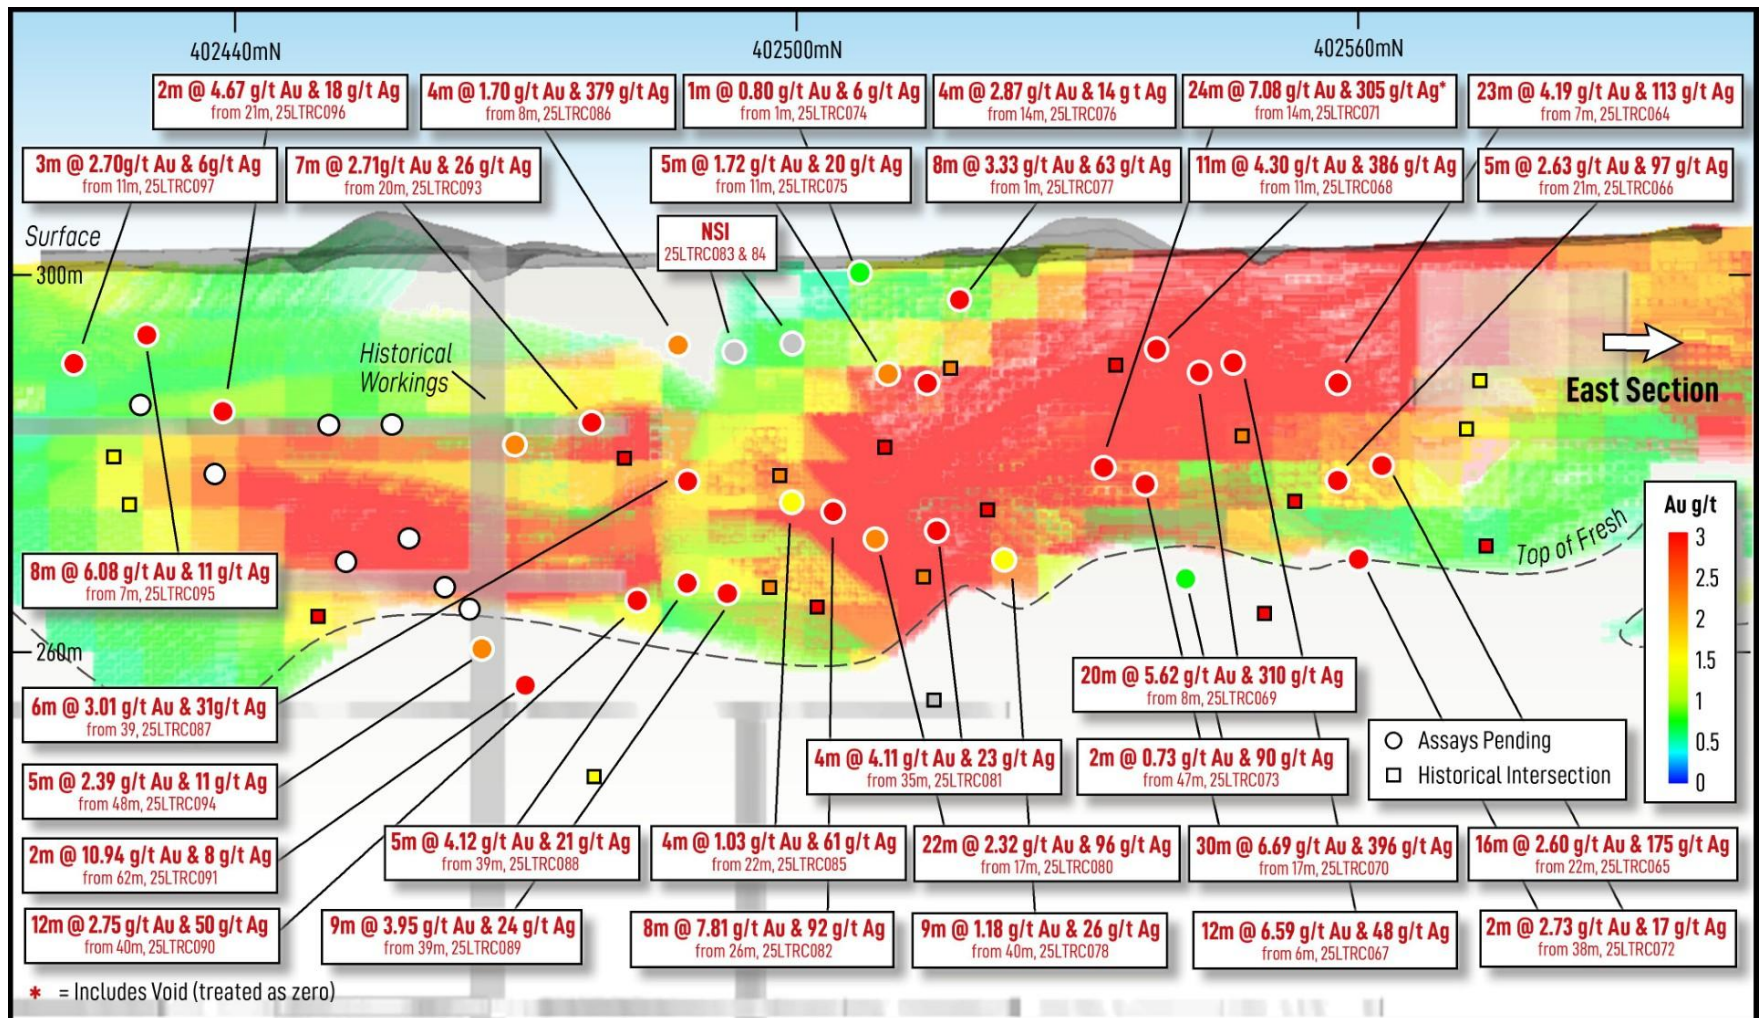 402440mN
402500mN
402560mN
2m @ 4.67 g/t Au & 18 g/t Ag
from 21m, 25LTRC096
4m @ 1.70 g/t Au & 379 g/t Ag
from 8m, 25LTRC086
1m @ 0.80 g/t Au & 6 g/t Ag
from 1m, 25LTRC074
4m @ 2.87 g/t Au & 14 g t Ag
from 14m, 25LTRC076
24m @ 7.08 g/t Au & 305 g/t Ag*
from 14m, 25LTRC071
23m @ 4.19 g/t Au & 113 g/t Ag
from 7m, 25LTRC064
3m @ 2.70g/t Au & 6g/t Ag
from 11m, 25LTRC097
7m @ 2.71g/t Au & 26 g/t Ag
from 20m, 25LTRC093
5m @ 1.72 g/t Au & 20 g/t Ag
from 11m, 25LTRC075
8m @ 3.33 g/t Au & 63 g/t Ag
from 1m, 25LTRC077
11m @ 4.30 g/t Au & 386 g/t Ag
from 11m, 25LTRC068
5m @ 2.63 g/t Au & 97 g/t Ag
from 21m, 25LTRC066
Surface
NSI
25LTRC083 & 84
300m
Historical
Workings
East Section
Top of Fresh
Au g/t
3
2.5
2
1.5
1
0.5
0
8m @ 6.08 g/t Au & 11 g/t Ag
from 7m, 25LTRC095
260m
6m @ 3.01 g/t Au & 31g/t Ag
from 39, 25LTRC087
20m @ 5.62 g/t Au & 310 g/t Ag
from 8m, 25LTRC069
Assays Pending
Historical Intersection
5m @ 2.39 g/t Au & 11 g/t Ag
from 48m, 25LTRC094
4m @ 4.11 g/t Au & 23 g/t Ag
from 35m, 25LTRC081
2m @ 0.73 g/t Au & 90 g/t Ag
from 47m, 25LTRC073
2m @ 10.94 g/t Au & 8 g/t Ag
from 62m, 25LTRC091
5m @ 4.12 g/t Au & 21 g/t Ag
from 39m, 25LTRC088
4m @ 1.03 g/t Au & 61 g/t Ag
from 22m, 25LTRC085
22m @ 2.32 g/t Au & 96 g/t Ag
from 17m, 25LTRC080
30m @ 6.69 g/t Au & 396 g/t Ag
from 17m, 25LTRC070
16m @ 2.60 g/t Au & 175 g/t Ag
from 22m, 25LTRC065
12m @ 2.75 g/t Au & 50 g/t Ag
from 40m, 25LTRC090
9m @ 3.95 g/t Au & 24 g/t Ag
from 39m, 25LTRC089
8m @ 7.81 g/t Au & 92 g/t Ag
from 26m, 25LTRC082
9m @ 1.18 g/t Au & 26 g/t Ag
from 40m, 25LTRC078
12m @ 6.59 g/t Au & 48 g/t Ag
from 6m, 25LTRC067
2m @ 2.73 g/t Au & 17 g/t Ag
from 38m, 25LTRC072
* = Includes Void (treated as zero)